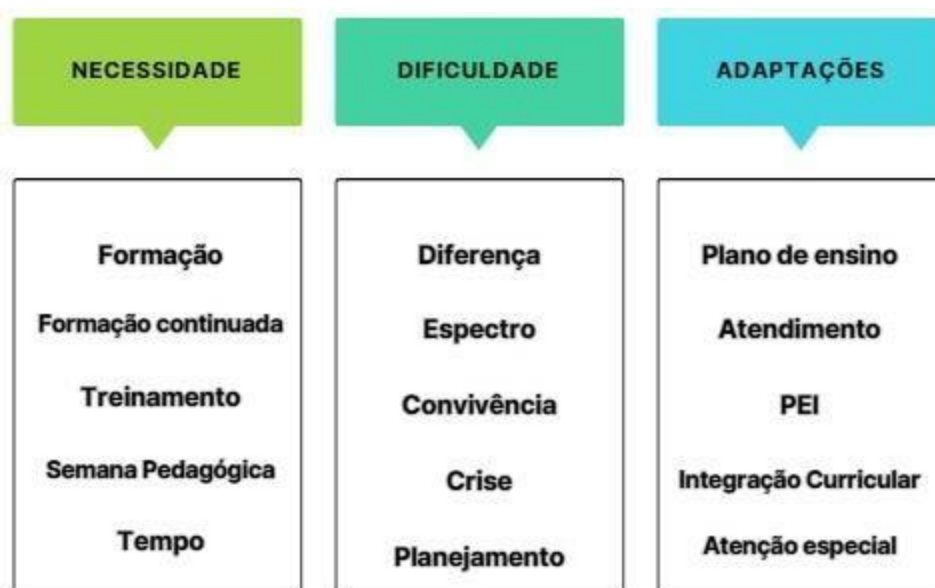 NECESSIDADE
Formação
Formação continuada
Treinamento
Semana Pedagógica
Tempo
DIFICULDADE
Diferença
Espectro
Convivência
Crise
Planejamento
ADAPTAÇÕES
Plano de ensino
Atendimento
PEI
Integração Curricular
Atenção especial